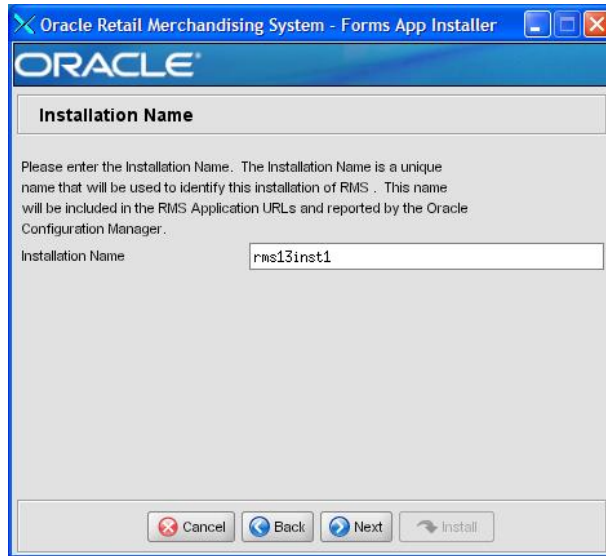 Oracle Retail Merchandising System - Forms App Installer
ORACLE
Installation Name
Please enter the Installation Name. The Installation Name is a unique
name that will be used to identify this installation of RMS . This name
will be included in the RMS Application URLs and reported by the Oracle
Configuration Manager.
Installation Name rms13inst1
Cancel Back Next Install